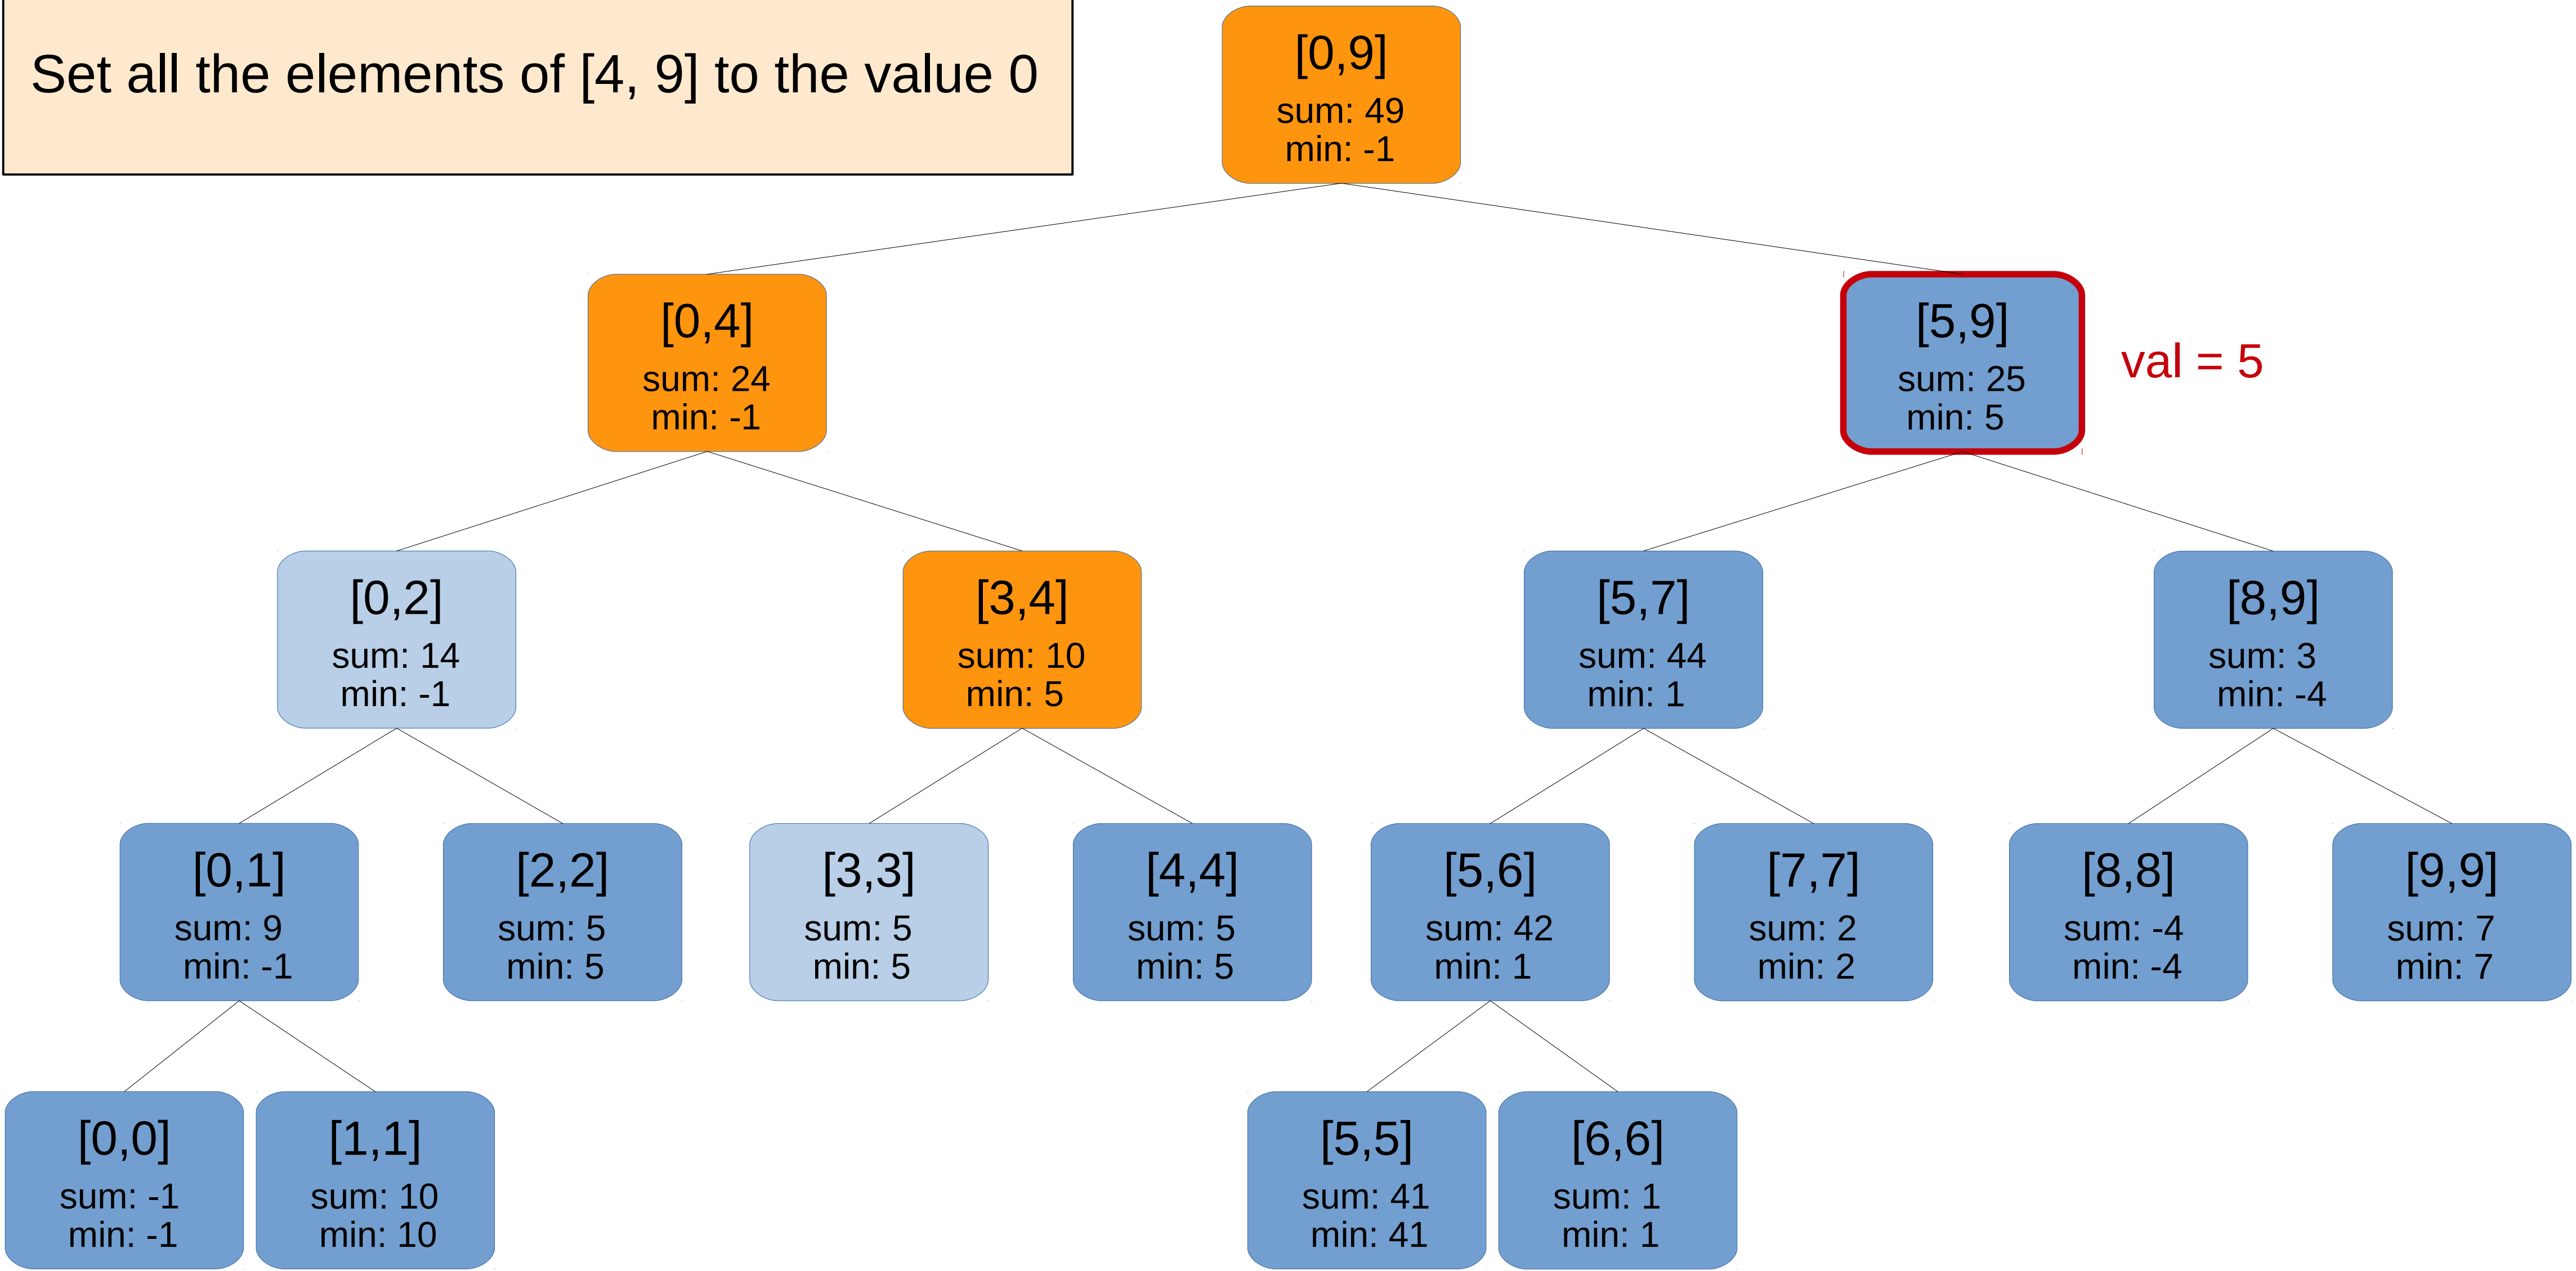 Set all the elements of [4, 9] to the value 0
[0,9]
sum: 49
min: -1
[0,4]
sum: 24
min: -1
[5,9]
sum: 25
min: 5
val = 5
[0,2]
sum: 14
min: -1
[3,4]
sum: 10
min: 5
[5,7]
sum: 44
min: 1
[8,9]
sum: 3
min: -4
[0,1]
sum: 9
min: -1
[2,2]
sum: 5
min: 5
[3,3]
sum: 5
min: 5
[4,4]
sum: 5
min: 5
[5,6]
sum: 42
min: 1
[7,7]
sum: 2
min: 2
[8,8]
sum: -4
min: -4
[9,9]
sum: 7
min: 7
[0,0]
sum: -1
min: -1
[1,1]
sum: 10
min: 10
[5,5]
sum: 41
min: 41
[6,6]
sum: 1
min: 1